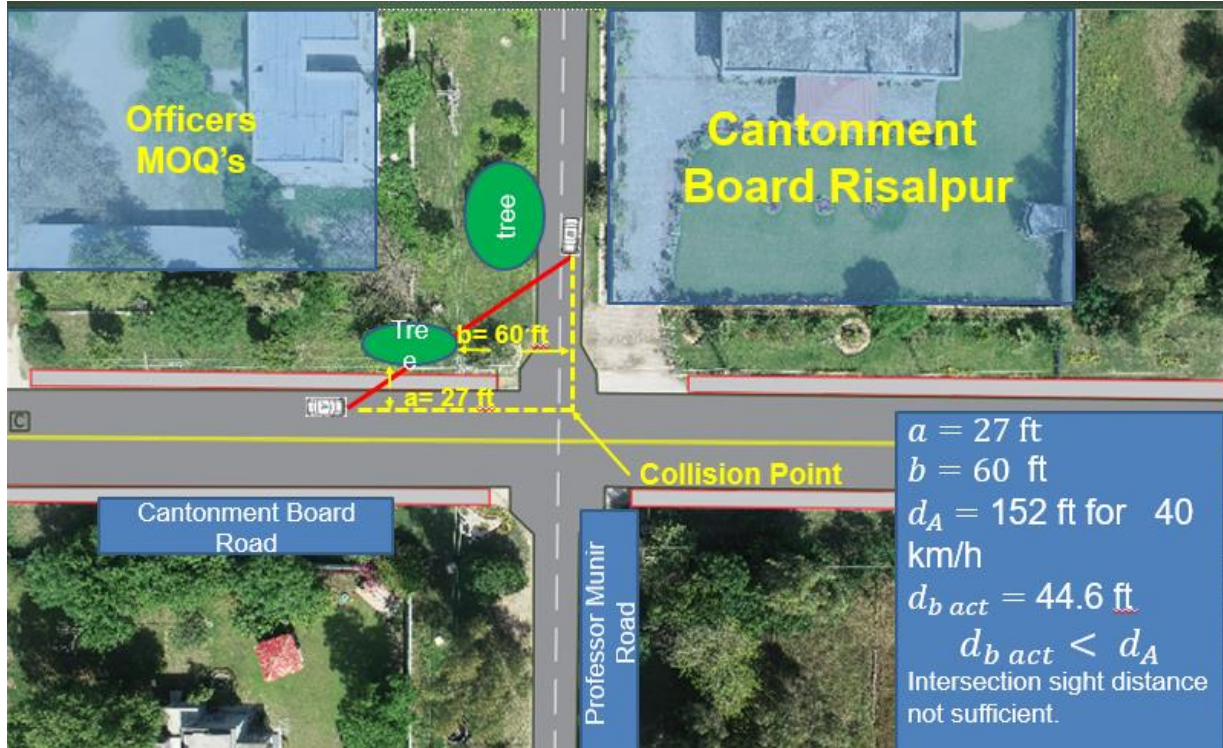 Officers
MOQ's
Cantonment
Board Risalpur
tree
Tre
e
b= 60 ft
a= 27 ft
C
Collision Point
Cantonment Board
Road
Professor Munir
Road
a = 27 ft
b = 60 ft
d_A = 152 ft for 40
km/h
d_{b act} = 44.6 ft
d_{b act} < d_A
Intersection sight distance
not sufficient.